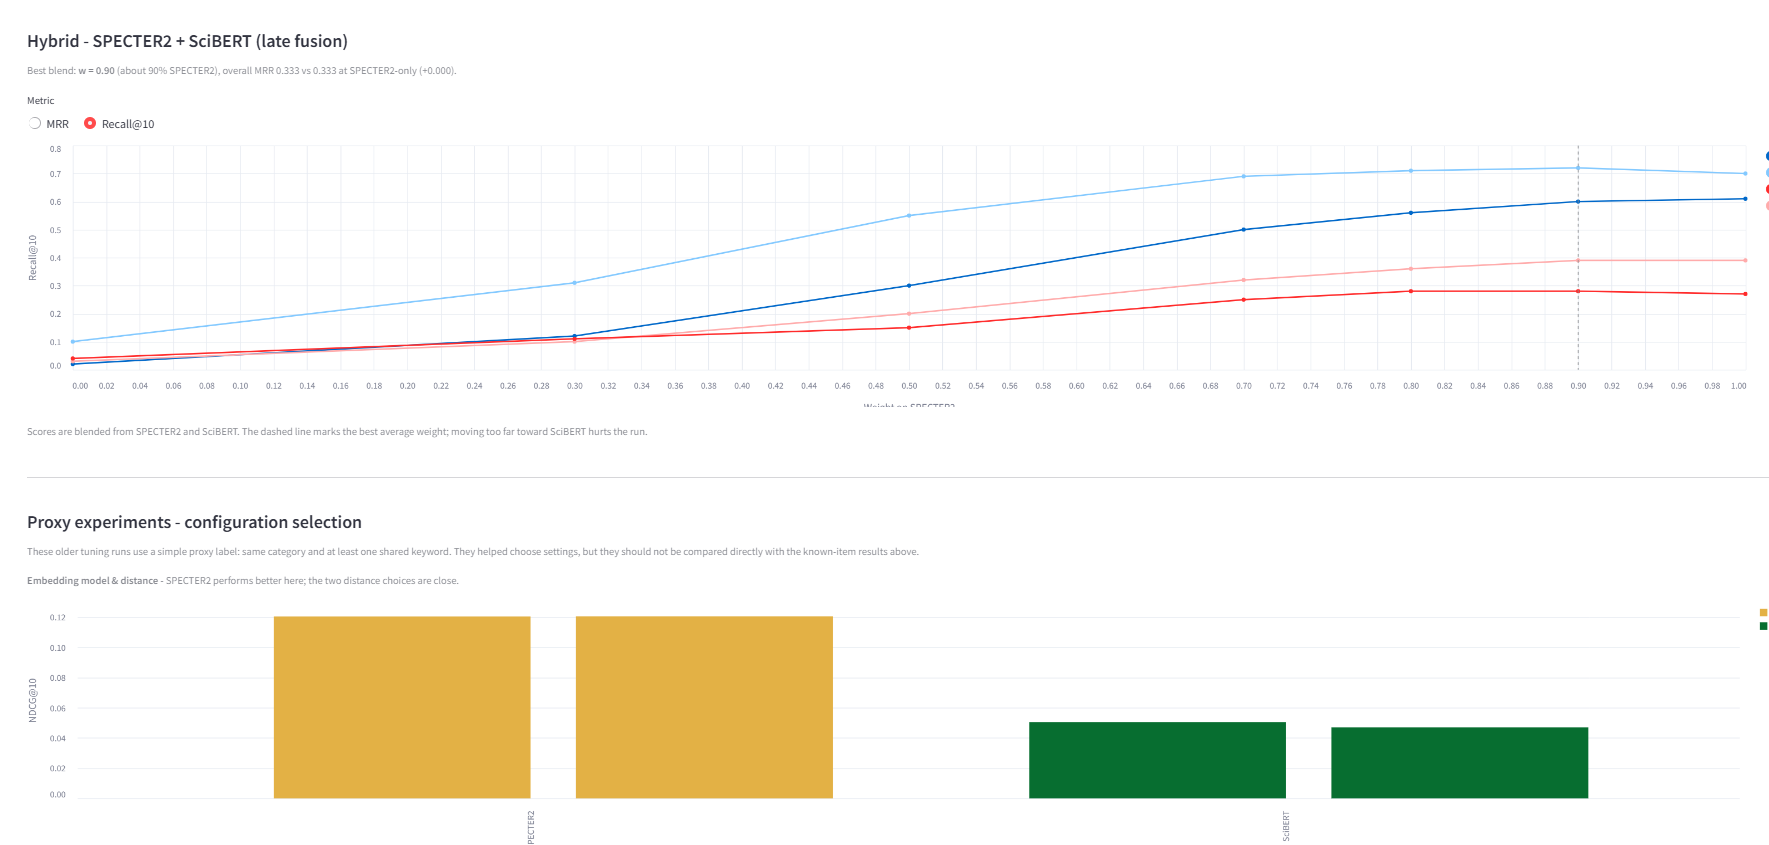 Hybrid - SPECTER2 + SciBERT (late fusion)
Best blend: w = 0.90 (about 90% SPECTER2), overall MRR 0.333 vs 0.333 at SPECTER2-only (+0.000).
Metric
MRR Recall@10
0.8
0.7
0.6
0.5
0.4
0.3
0.2
0.1
0.0
Recall@10
0.00 0.02 0.04 0.06 0.08 0.10 0.12 0.14 0.16 0.18 0.20 0.22 0.24 0.26 0.28 0.30 0.32 0.34 0.36 0.38 0.40 0.42 0.44 0.46 0.48 0.50 0.52 0.54 0.56 0.58 0.60 0.62 0.64 0.66 0.68 0.70 0.72 0.74 0.76 0.78 0.80 0.82 0.84 0.86 0.88 0.90 0.92 0.94 0.96 0.98 1.00
Weight on SPECTER2
Scores are blended from SPECTER2 and SciBERT. The dashed line marks the best average weight; moving too far toward SciBERT hurts the run.
Proxy experiments - configuration selection
These older tuning runs use a simple proxy label: same category and at least one shared keyword. They helped choose settings, but they should not be compared directly with the known-item results above.
Embedding model & distance - SPECTER2 performs better here; the two distance choices are close.
0.12
0.10
0.08
0.06
0.04
0.02
0.00
NDCG@10
PECTER2
SciBERT